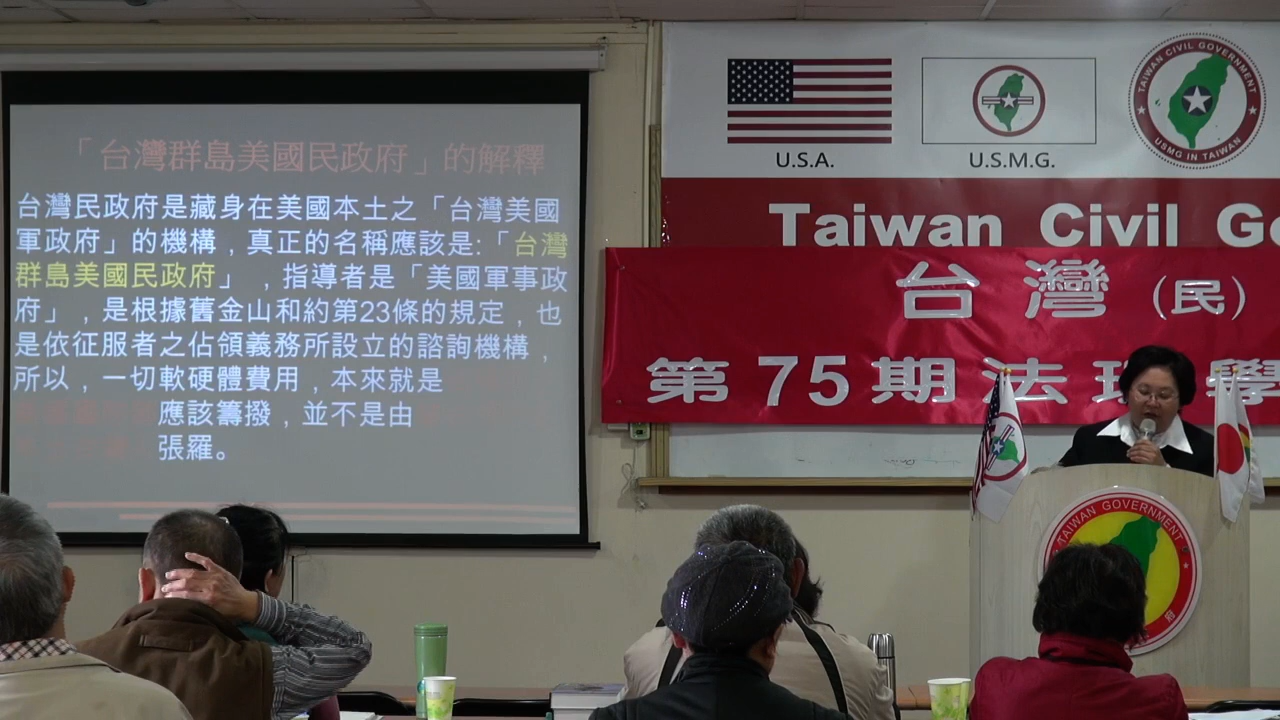 「台灣群島美國民政府」的解釋
台灣民政府是藏身在美國本土之「台灣美國
軍政府」的機構，真正的名稱應該是:「台灣
群島美國民政府」 ，指導者是「美國軍事政
府」，是根據舊金山和約第23條的規定，也
是依征服者之佔領義務所設立的諮詢機構，
所以，一切軟硬體費用，本來就是
應該籌撥，並不是由
張羅。
U.S.A.
U.S.M.G.
TAIWAN CIVIL GOVERNMENT
USMG IN TAIWAN
Taiwan Civil Go
台灣（民）
第75期法理學
TAIWAN GOVERNMENT
府